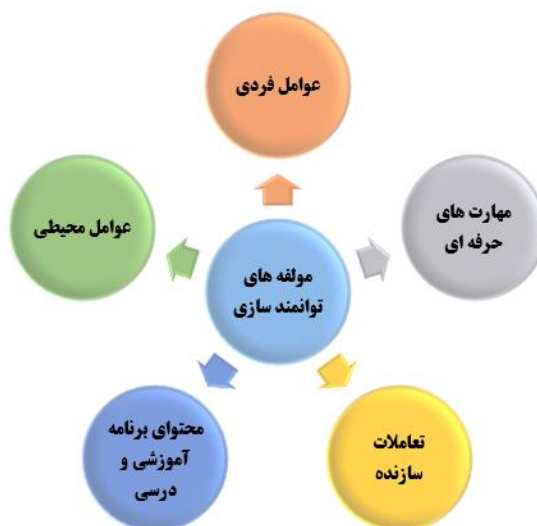 عوامل فردی
مهارت های
حرفه ای
عوامل محیطی
مولفه های
توانمند سازی
تعاملات
سازنده
محتوای برنامه
آموزشی و
درسی